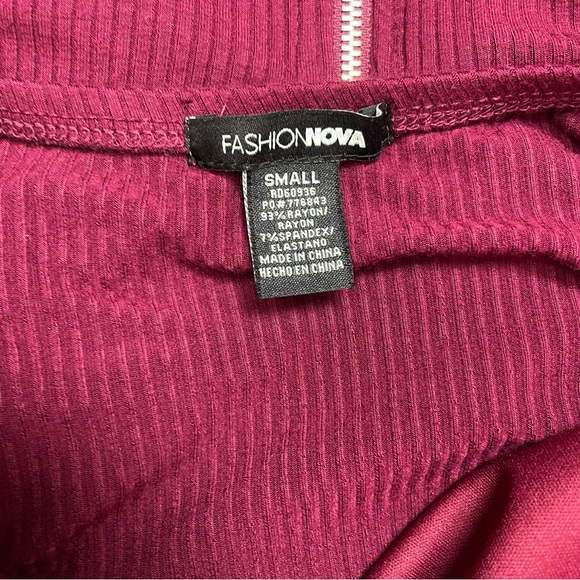 FASHIONNOVA
SMALL
RD60936
PO#776843
93%RAYON/
RAYON
7%SPANDEX/
ELASTANO
MADE IN CHINA
HECHO EN CHINA